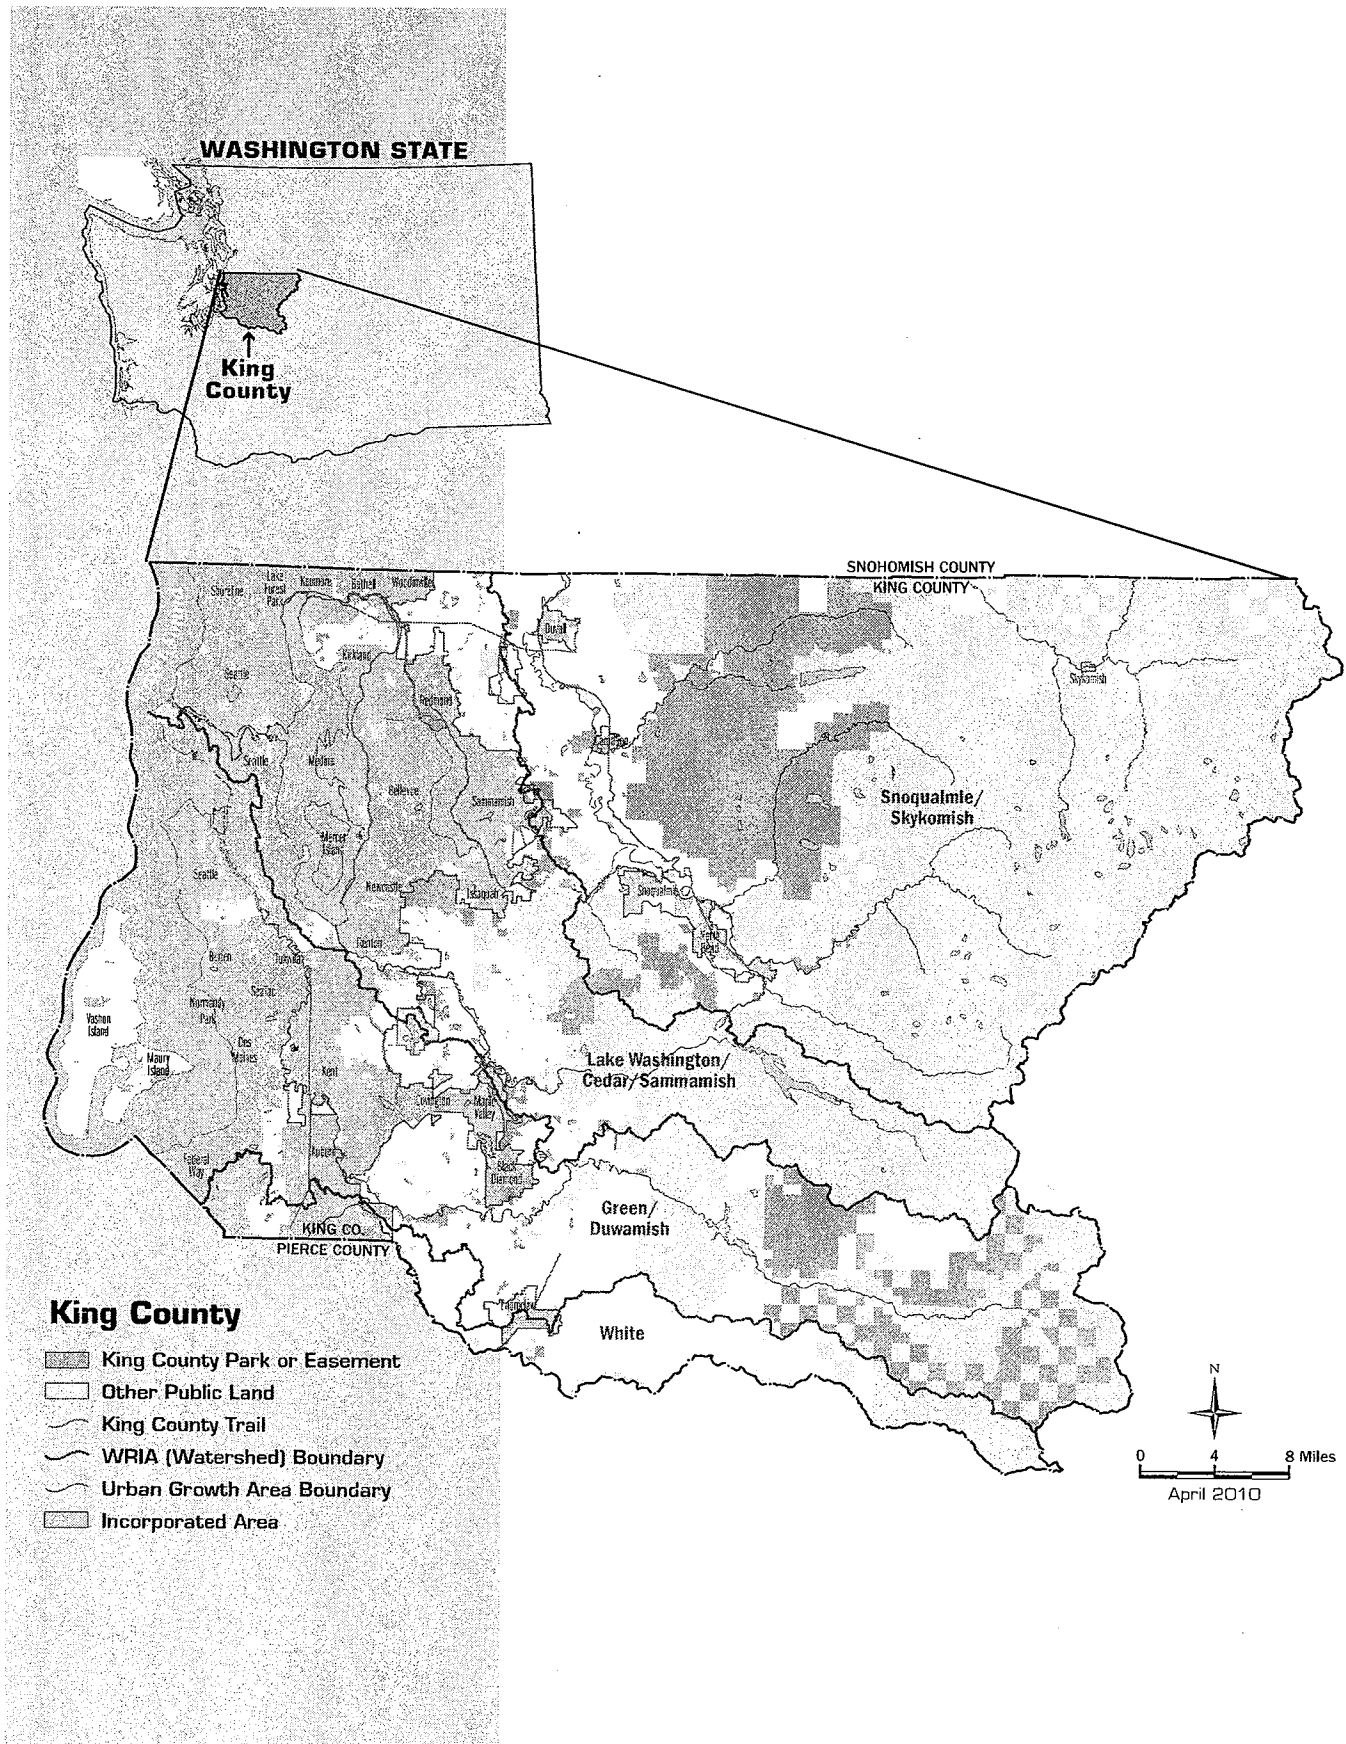 WASHINGTON STATE
King
County
SNOHOMISH COUNTY
KING COUNTY
Shoreline
Lake
Forest
Park
Kenmore
Bothell
Woodinville
Duvall
Kirkland
Seattle
Redmond
Skykomish
Carnation
Seattle
Medina
Bellevue
Sammamish
Snoqualmie/
Skykomish
Mercer
Island
Seattle
Newcastle
Issaquah
Snoqualmie
North
Bend
Renton
Burien
Tukwila
SeaTac
Normandy
Park
Vashon
Island
Des
Moines
Maury
Island
Kent
Lake Washington/
Cedar/Sammamish
Covington
Maple
Valley
Federal
Way
Auburn
Black
Diamond
Green/
Duwamish
KING CO.
PIERCE COUNTY
Enumclaw
White
King County
King County Park or Easement
Other Public Land
King County Trail
WRIA (Watershed) Boundary
Urban Growth Area Boundary
Incorporated Area
N
0 4 8 Miles
April 2010